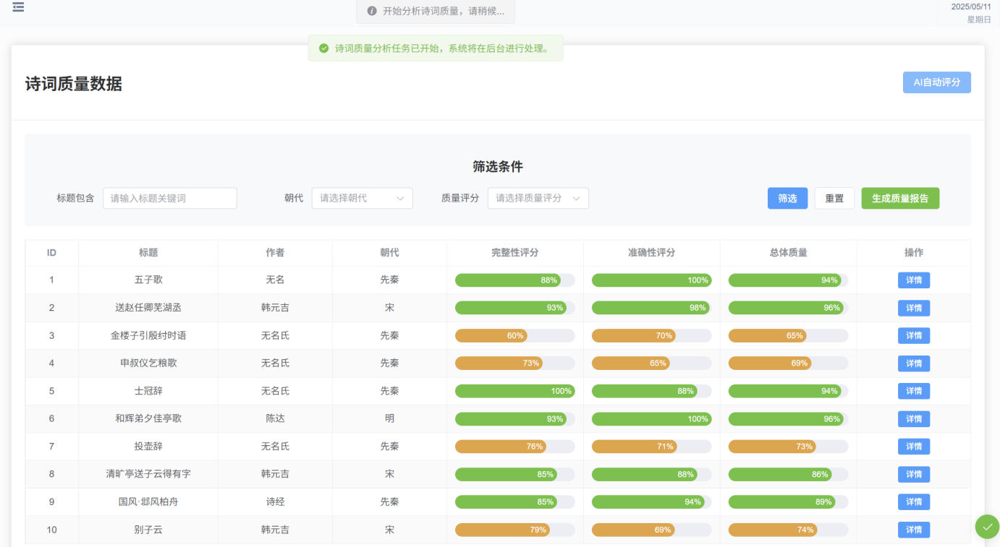 开始分析诗词质量，请稍候...
2025/05/11
星期日
诗词质量分析任务已开始，系统将在后台进行处理。
诗词质量数据
AI自动评分
筛选条件
标题包含 请输入标题关键词 朝代 请选择朝代 质量评分 请选择质量评分 筛选 重置 生成质量报告
ID 标题 作者 朝代 完整性评分 准确性评分 总体质量 操作
1 五子歌 无名 先秦 88% 100% 94% 详情
2 送赵任卿芜湖丞 韩元吉 宋 93% 98% 96% 详情
3 金楼子引殷纣时语 无名氏 先秦 60% 70% 65% 详情
4 申叔仪乞粮歌 无名氏 先秦 73% 65% 69% 详情
5 士冠辞 无名氏 先秦 100% 88% 94% 详情
6 和辉弟夕佳亭歌 陈达 明 93% 100% 96% 详情
7 投壶辞 无名氏 先秦 76% 71% 73% 详情
8 清旷亭送子云得有字 韩元吉 宋 85% 88% 86% 详情
9 国风·邶风柏舟 诗经 先秦 85% 94% 89% 详情
10 别子云 韩元吉 宋 79% 69% 74% 详情